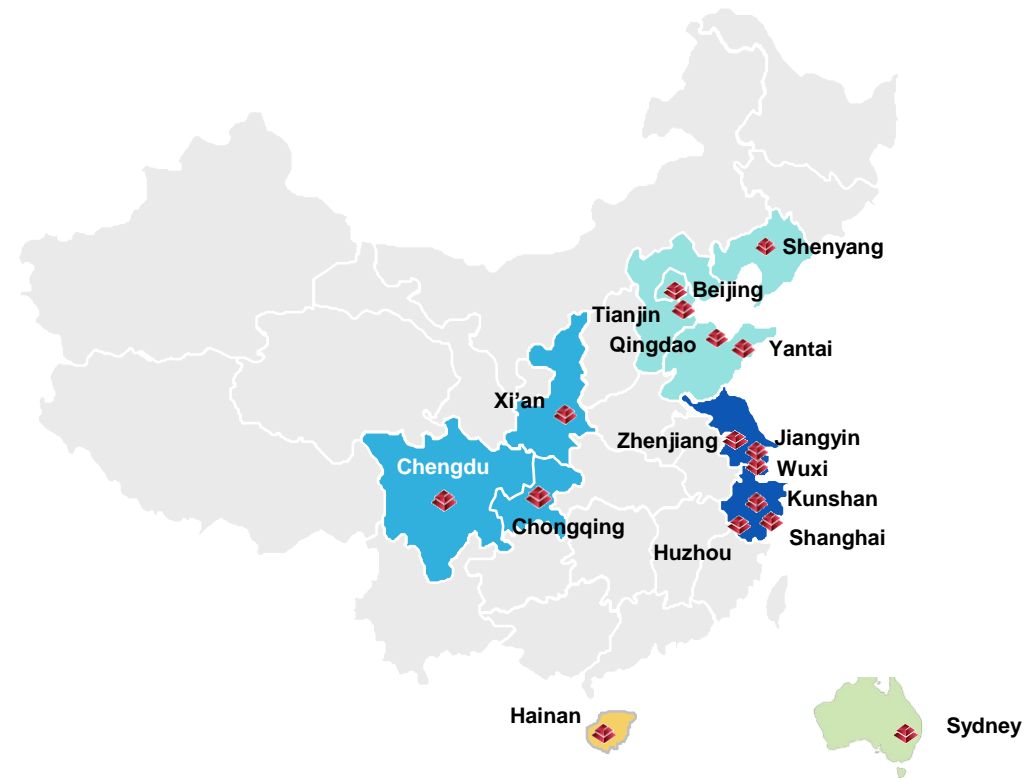 Shenyang
Beijing
Tianjin
Qingdao
Yantai
Xi'an
Zhenjiang
Jiangyin
Chengdu
Wuxi
Kunshan
Chongqing
Shanghai
Huzhou
Hainan
Sydney